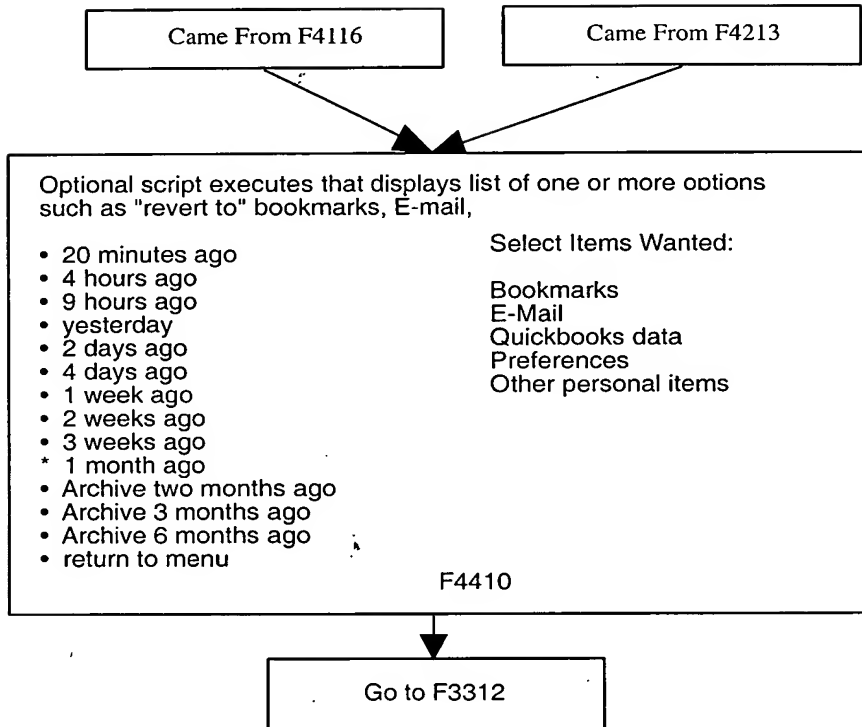 Came From F4116
Came From F4213
Optional script executes that displays list of one or more options
such as "revert to" bookmarks, E-mail,
• 20 minutes ago
• 4 hours ago
• 9 hours ago
• yesterday
• 2 days ago
• 4 days ago
• 1 week ago
• 2 weeks ago
• 3 weeks ago
* 1 month ago
• Archive two months ago
• Archive 3 months ago
• Archive 6 months ago
• return to menu
Select Items Wanted:
Bookmarks
E-Mail
Quickbooks data
Preferences
Other personal items
F4410
Go to F3312